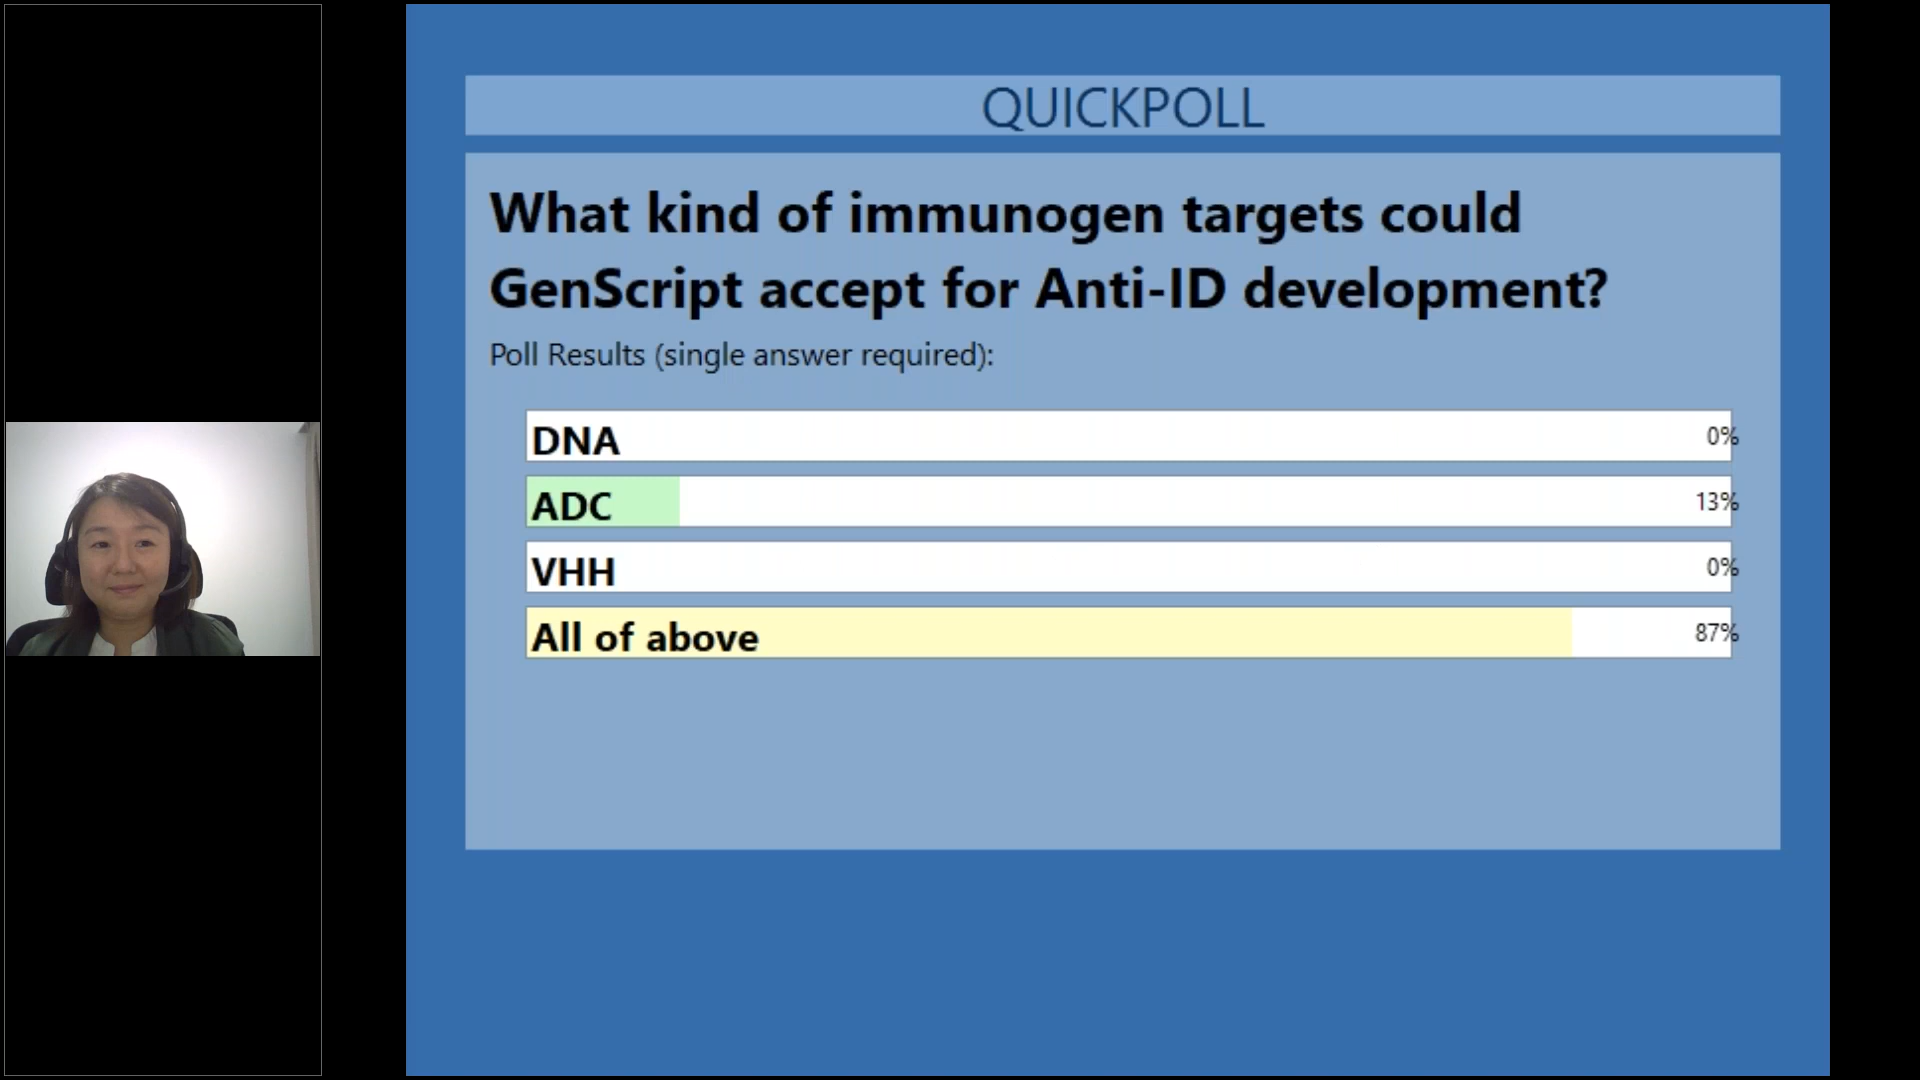 QUICKPOLL
What kind of immunogen targets could
GenScript accept for Anti-ID development?
Poll Results (single answer required):
DNA 0%
ADC 13%
VHH 0%
All of above 87%